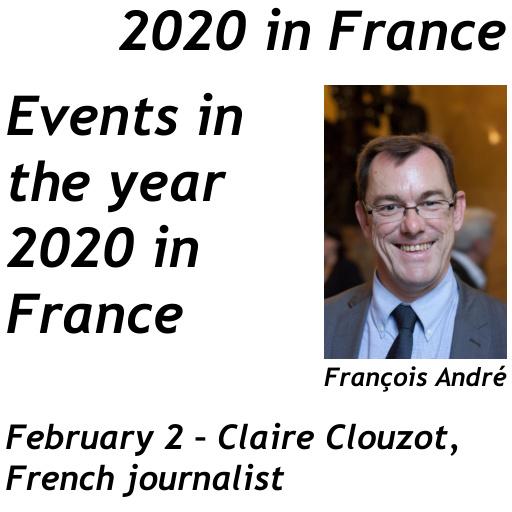 2020 in France
Events in
the year
2020 in
France
François André
February 2 – Claire Clouzot,
French journalist